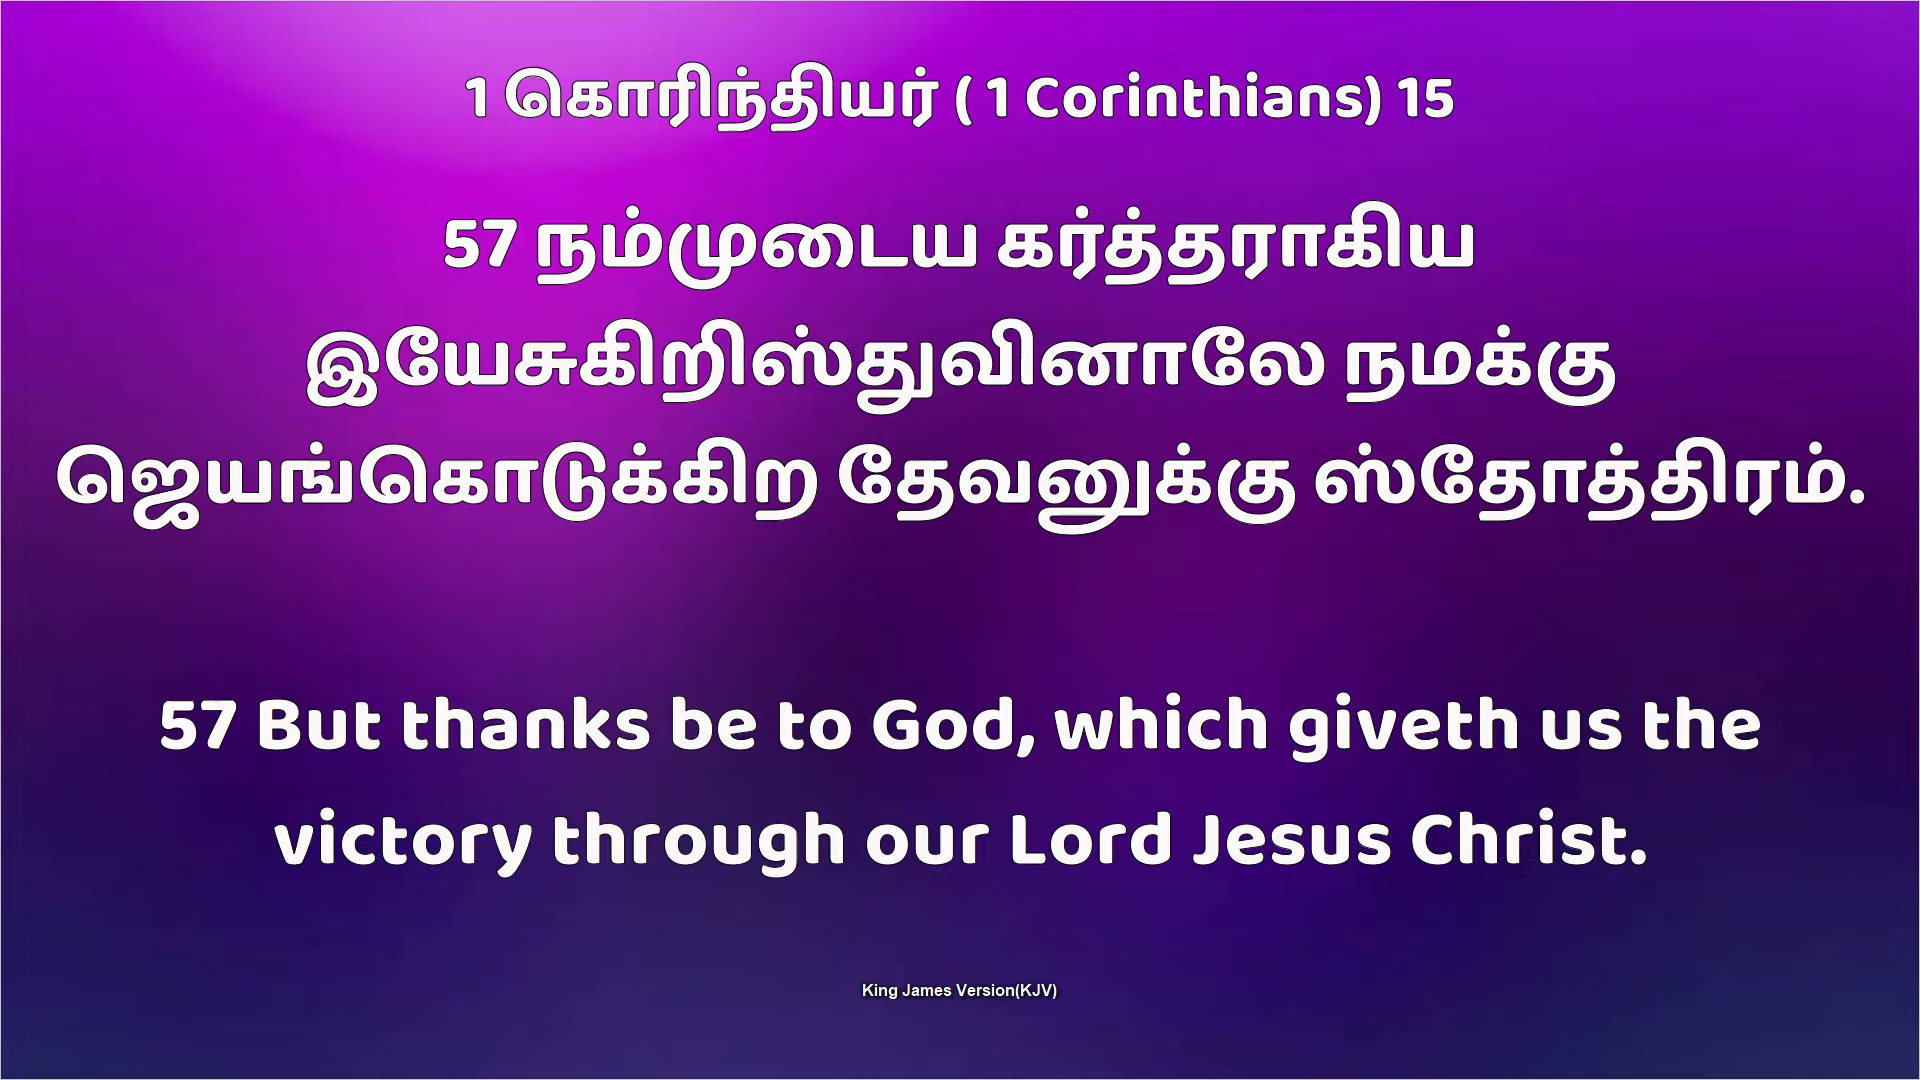 1 கொரிந்தியர் ( 1 Corinthians) 15
57 நம்முடைய கர்த்தராகிய
இயேசுகிறிஸ்துவினாலே நமக்கு
ஜெயங்கொடுக்கிற தேவனுக்கு ஸ்தோத்திரம்.
57 But thanks be to God, which giveth us the
victory through our Lord Jesus Christ.
King James Version(KJV)